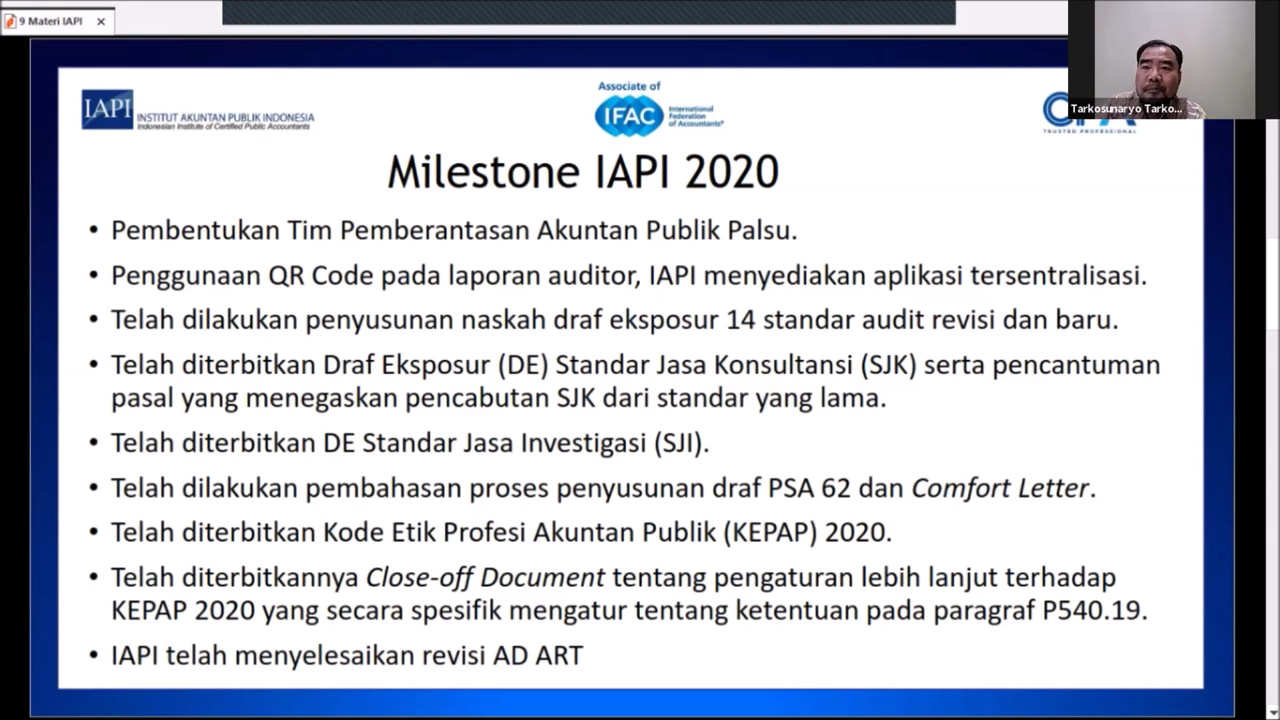 9 Materi IAPI
IAPI
INSTITUT AKUNTAN PUBLIK INDONESIA
Indonesian Institute of Certified Public Accountants
Associate of
IFAC
International
Federation
of Accountants®
TRUSTED PROFESSIONAL
Tarkosunaryo Tarko...
Milestone IAPI 2020
• Pembentukan Tim Pemberantasan Akuntan Publik Palsu.
• Penggunaan QR Code pada laporan auditor, IAPI menyediakan aplikasi tersentralisasi.
• Telah dilakukan penyusunan naskah draf eksposur 14 standar audit revisi dan baru.
• Telah diterbitkan Draf Eksposur (DE) Standar Jasa Konsultansi (SJK) serta pencantuman
pasal yang menegaskan pencabutan SJK dari standar yang lama.
• Telah diterbitkan DE Standar Jasa Investigasi (SJI).
• Telah dilakukan pembahasan proses penyusunan draf PSA 62 dan Comfort Letter.
• Telah diterbitkan Kode Etik Profesi Akuntan Publik (KEPAP) 2020.
• Telah diterbitkannya Close-off Document tentang pengaturan lebih lanjut terhadap
KEPAP 2020 yang secara spesifik mengatur tentang ketentuan pada paragraf P540.19.
• IAPI telah menyelesaikan revisi AD ART